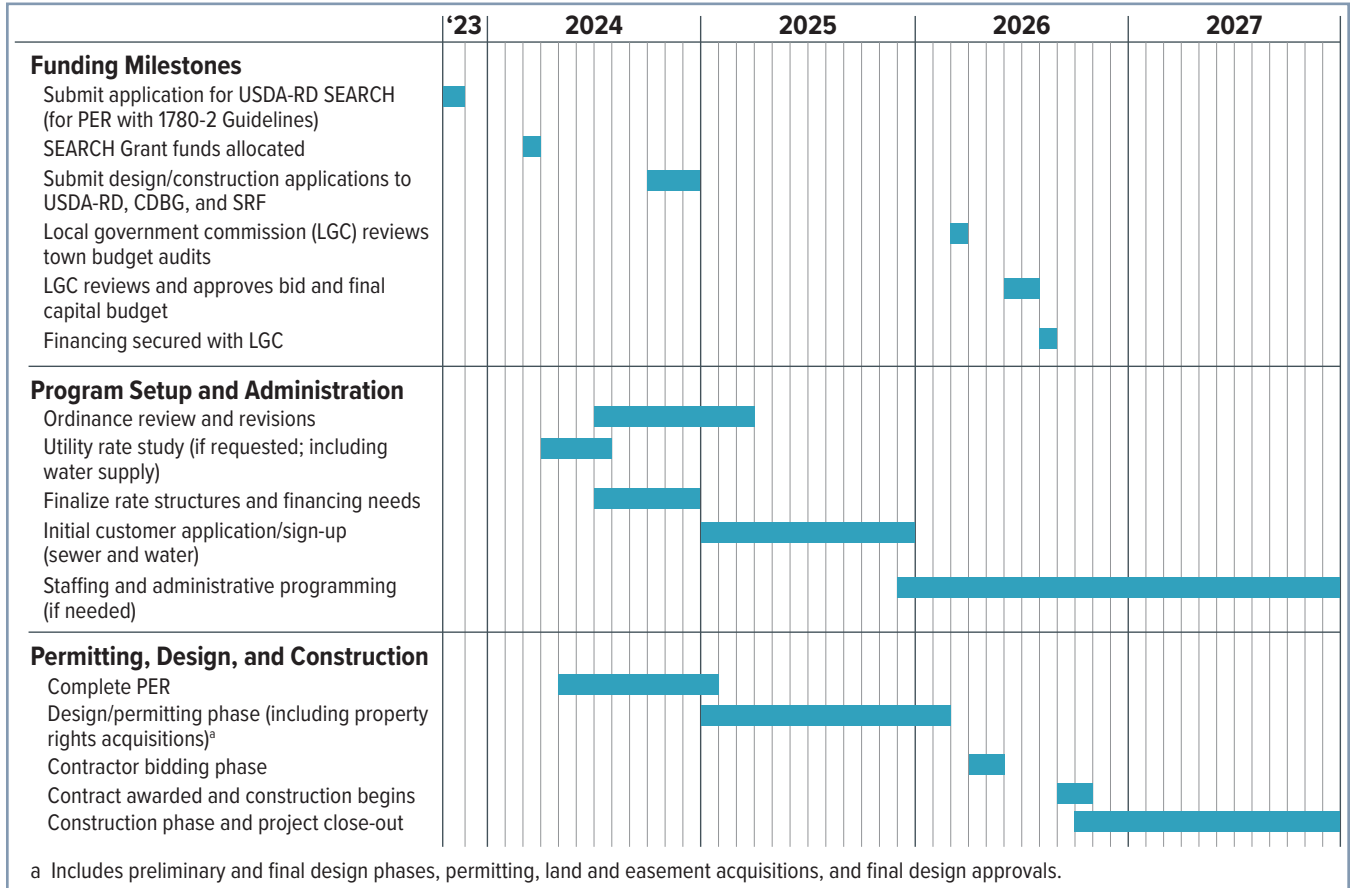 ‘23 2024 2025 2026 2027
Funding Milestones
Submit application for USDA-RD SEARCH
(for PER with 1780-2 Guidelines)
SEARCH Grant funds allocated
Submit design/construction applications to
USDA-RD, CDBG, and SRF
Local government commission (LGC) reviews
town budget audits
LGC reviews and approves bid and final
capital budget
Financing secured with LGC
Program Setup and Administration
Ordinance review and revisions
Utility rate study (if requested; including
water supply)
Finalize rate structures and financing needs
Initial customer application/sign-up
(sewer and water)
Staffing and administrative programming
(if needed)
Permitting, Design, and Construction
Complete PER
Design/permitting phase (including property
rights acquisitions)a
Contractor bidding phase
Contract awarded and construction begins
Construction phase and project close-out
a Includes preliminary and final design phases, permitting, land and easement acquisitions, and final design approvals.